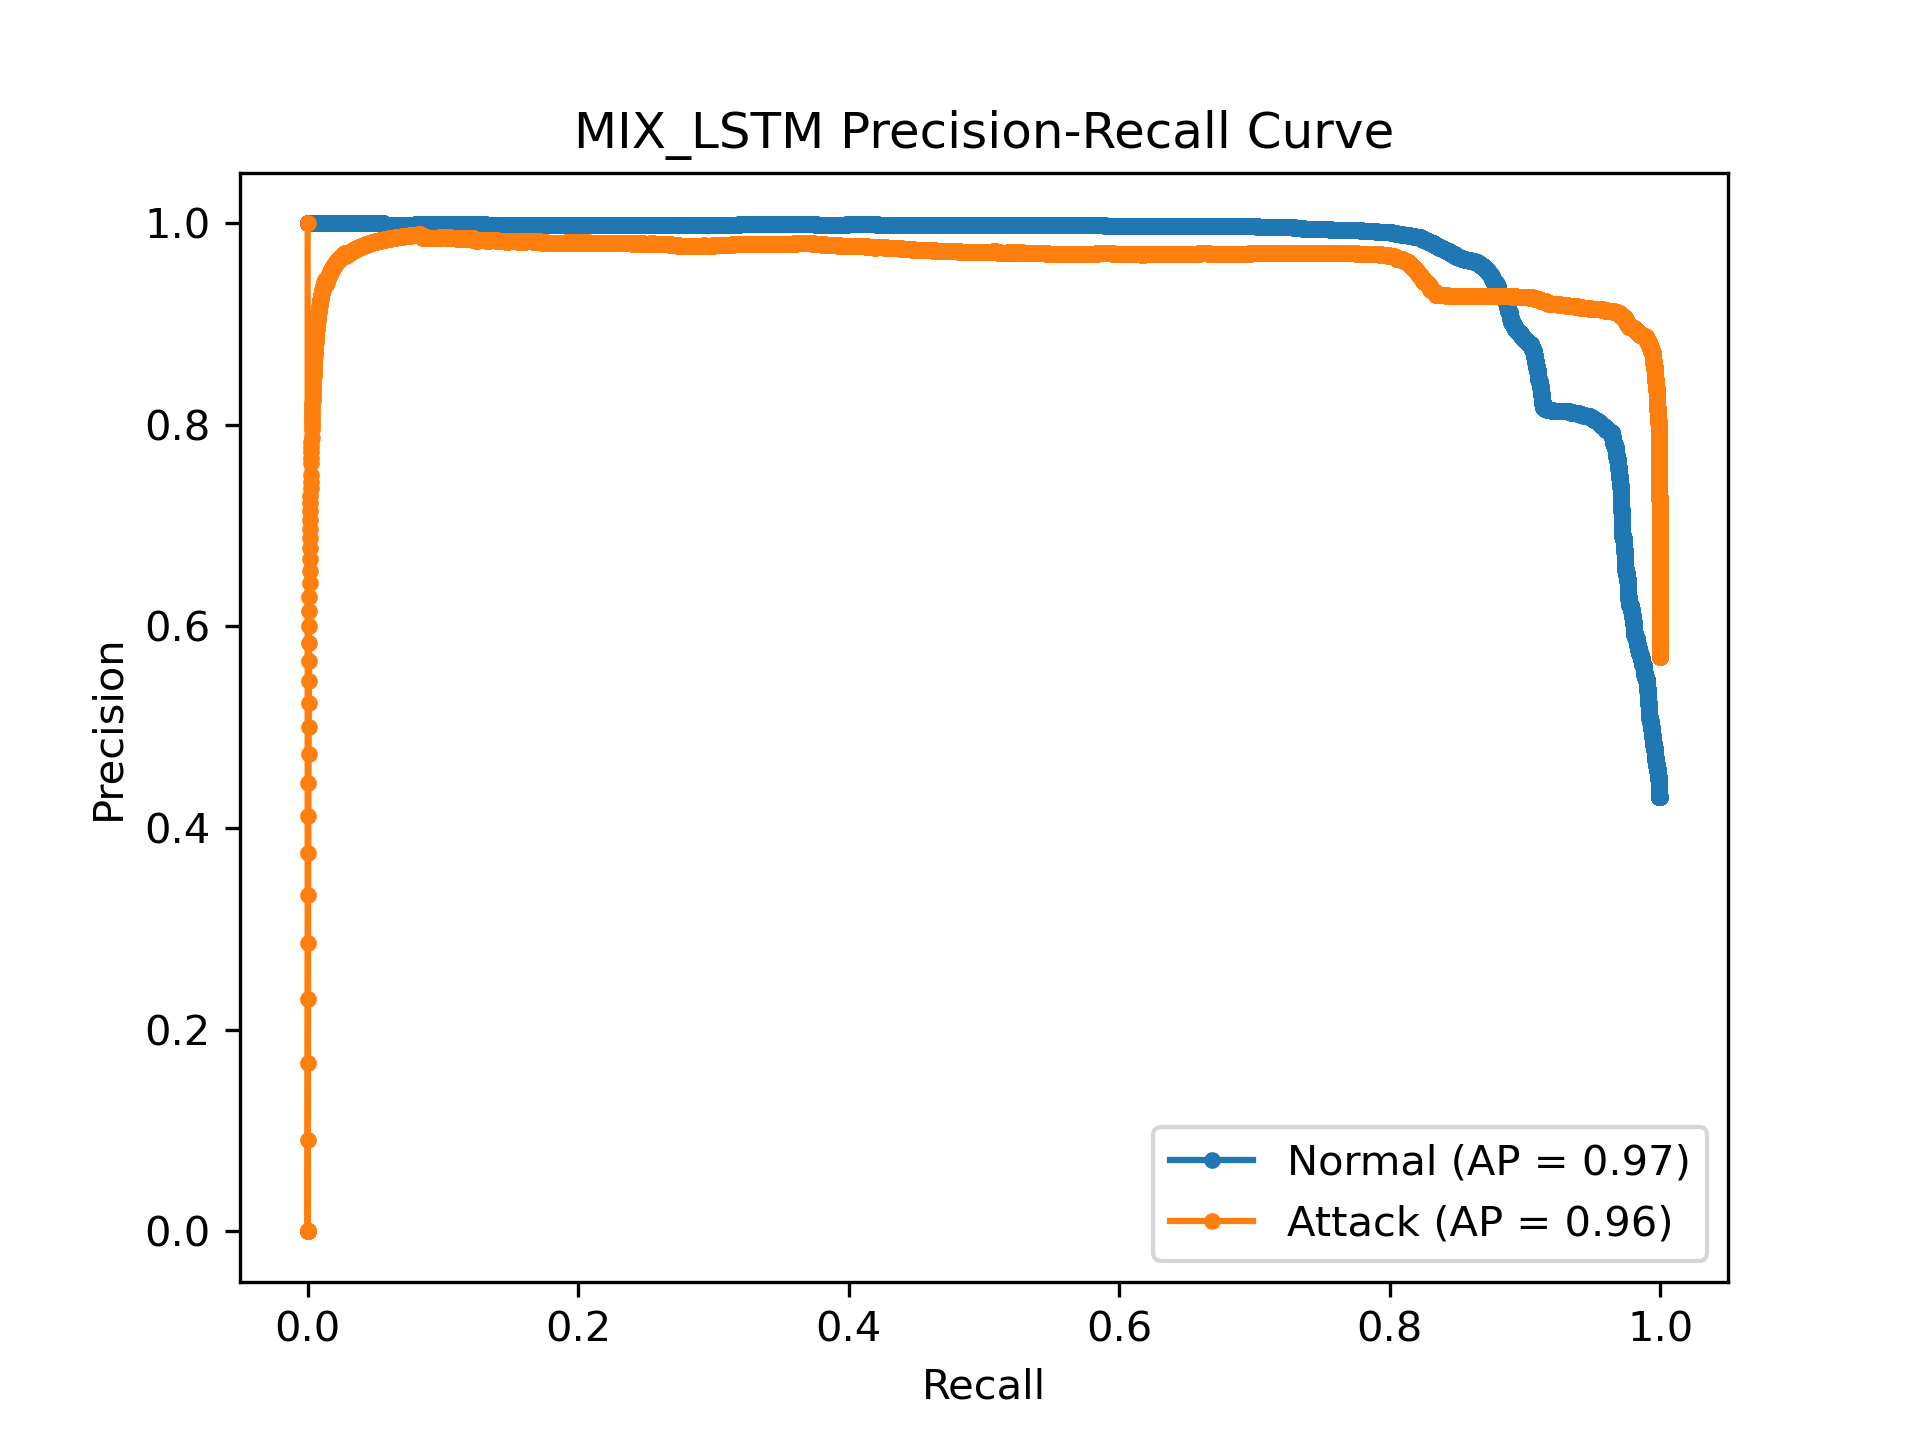 MIX_LSTM Precision-Recall Curve
1.0
0.8
0.6
0.4
0.2
0.0
Precision
0.0 0.2 0.4 0.6 0.8 1.0
Recall
Normal (AP = 0.97)
Attack (AP = 0.96)